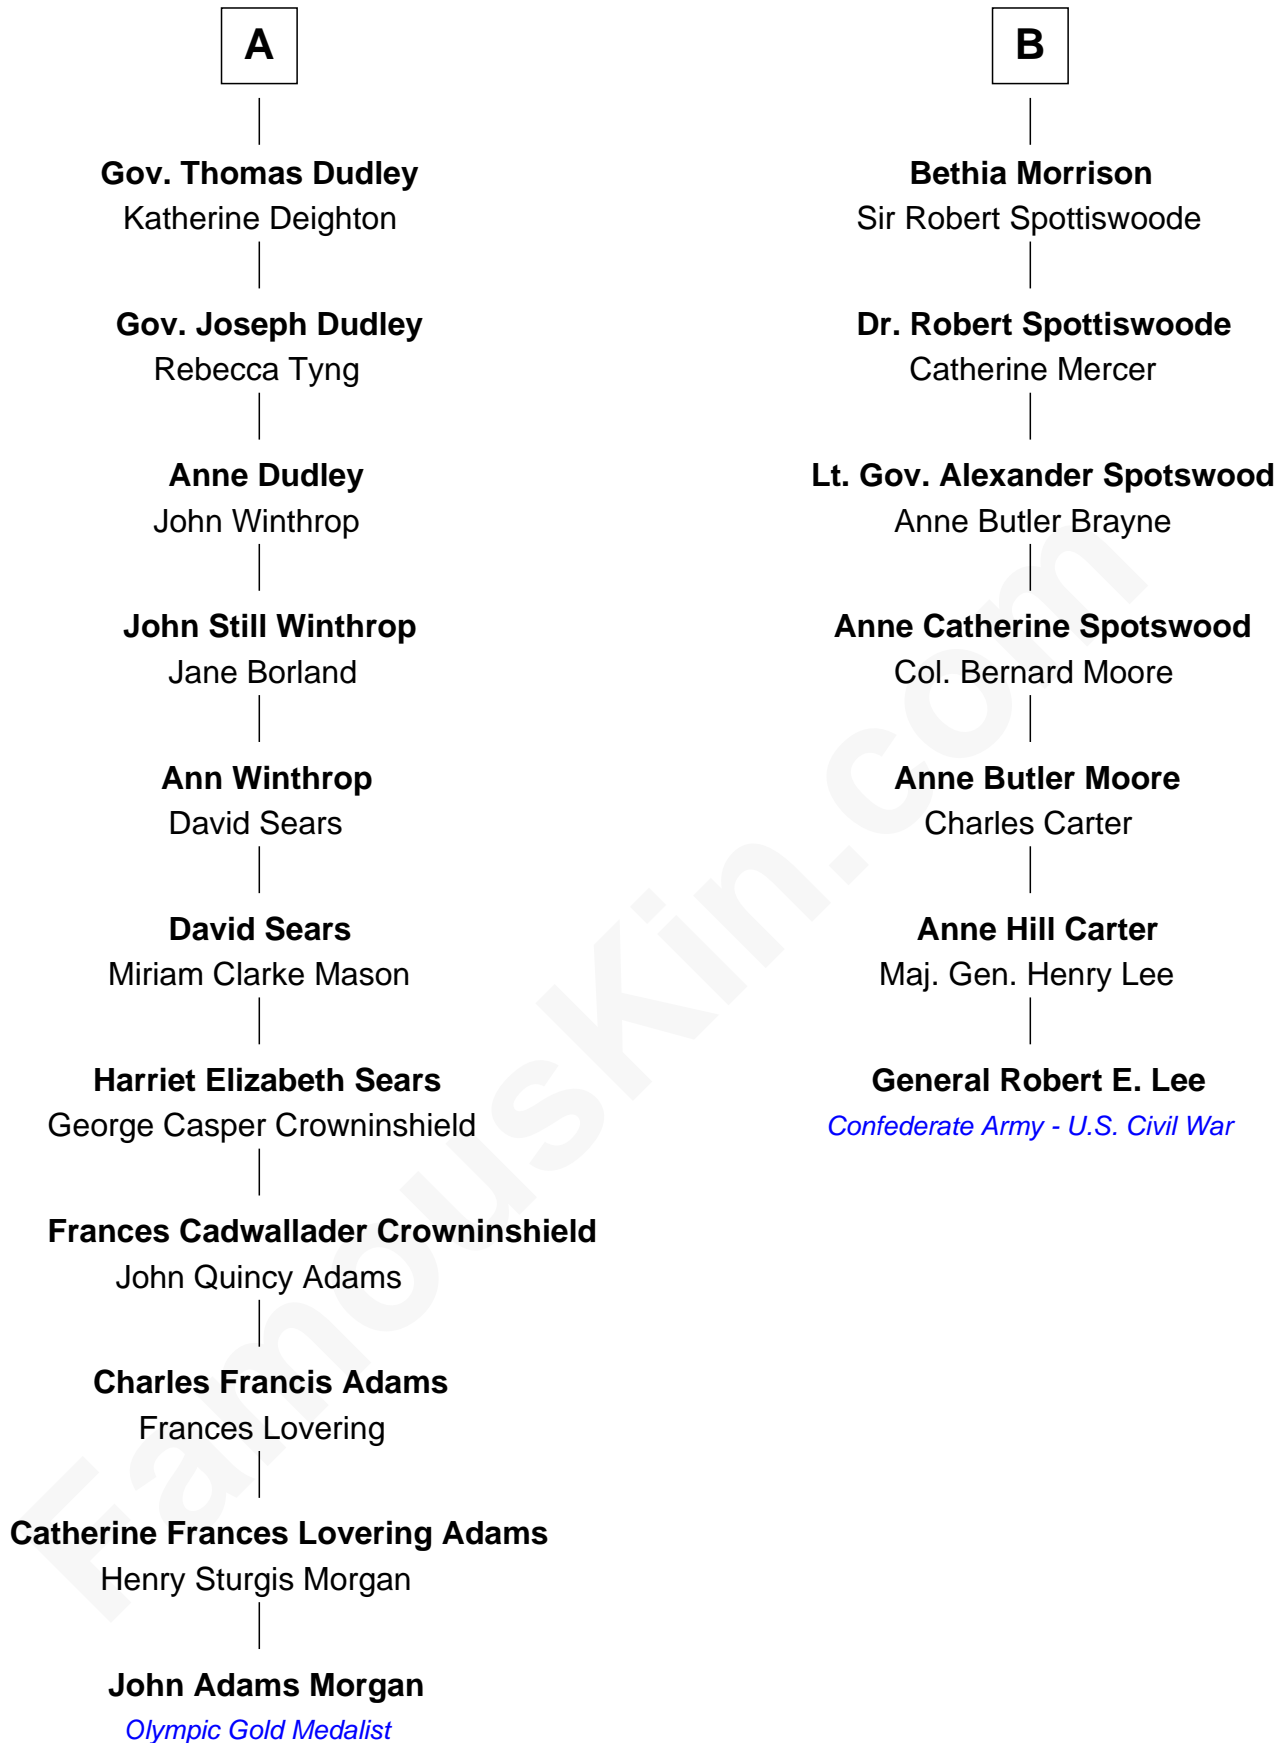 A
Gov. Thomas Dudley
Katherine Deighton
Gov. Joseph Dudley
Rebecca Tyng
Anne Dudley
John Winthrop
John Still Winthrop
Jane Borland
Ann Winthrop
David Sears
David Sears
Miriam Clarke Mason
Harriet Elizabeth Sears
George Casper Crowninshield
Frances Cadwallader Crowninshield
John Quincy Adams
Charles Francis Adams
Frances Lovering
Catherine Frances Lovering Adams
Henry Sturgis Morgan
John Adams Morgan
Olympic Gold Medalist
B
Bethia Morrison
Sir Robert Spottiswoode
Dr. Robert Spottiswoode
Catherine Mercer
Lt. Gov. Alexander Spotswood
Anne Butler Brayne
Anne Catherine Spotswood
Col. Bernard Moore
Anne Butler Moore
Charles Carter
Anne Hill Carter
Maj. Gen. Henry Lee
General Robert E. Lee
Confederate Army - U.S. Civil War
FamousKin.com